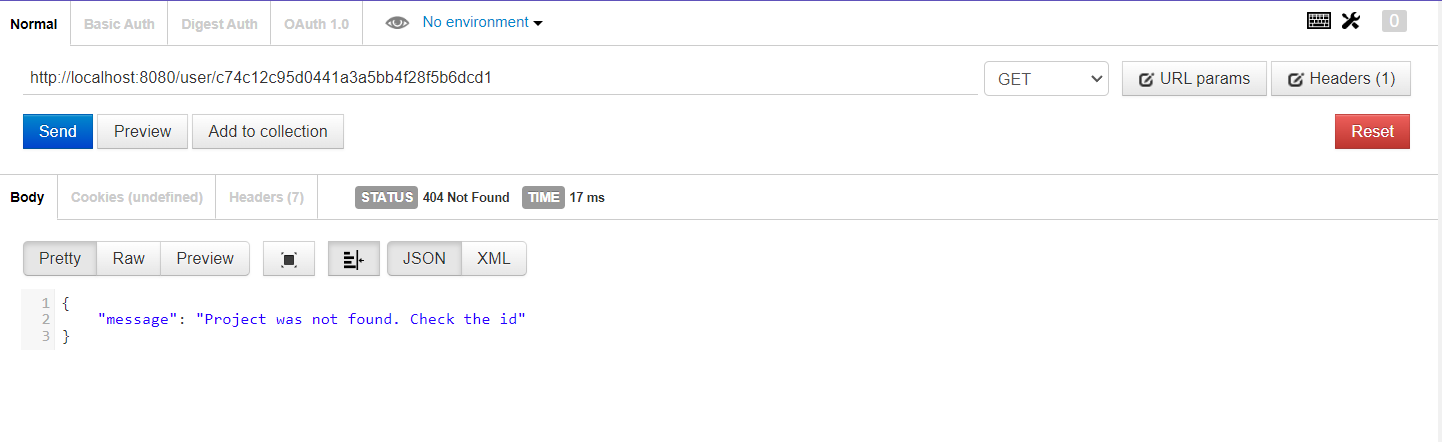 Normal Basic Auth Digest Auth OAuth 1.0 No environment 0
http://localhost:8080/user/c74c12c95d0441a3a5bb4f28f5b6dcd1 GET URL params Headers (1)
Send Preview Add to collection Reset
Body Cookies (undefined) Headers (7) STATUS 404 Not Found TIME 17 ms
Pretty Raw Preview JSON XML
1 {
2 "message": "Project was not found. Check the id"
3 }